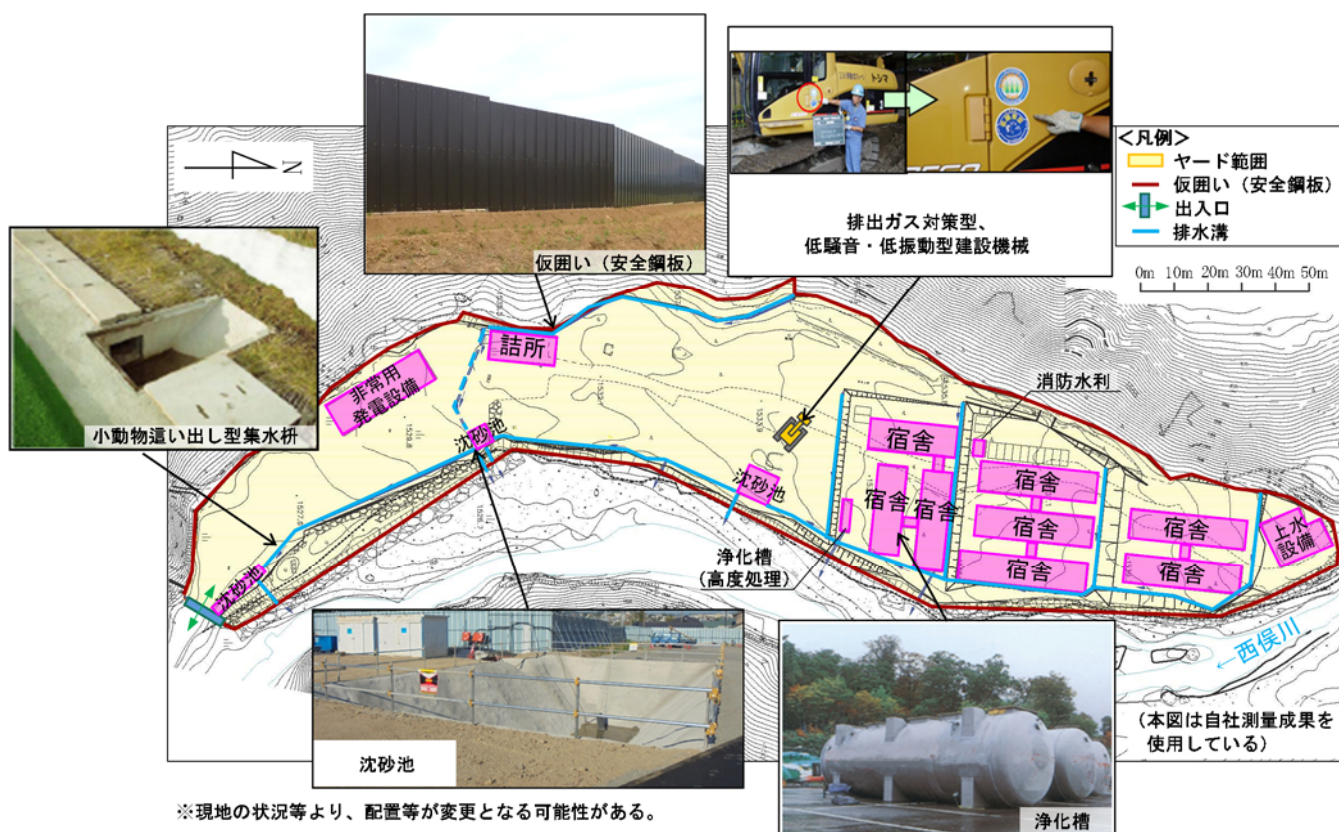 仮囲い（安全鋼板）
トシマ
排出ガス対策型、
低騒音・低振動型建設機械
＜凡例＞
ヤード範囲
仮囲い（安全鋼板）
出入口
排水溝
0m 10m 20m 30m 40m 50m
N
小動物這い出し型集水枡
詰所
非常用
発電設備
沈砂池
沈砂池
沈砂池
消防水利
宿舎
宿舎
宿舎
宿舎
宿舎
宿舎
宿舎
宿舎
上水
設備
浄化槽
（高度処理）
←西俣川
（本図は自社測量成果を
使用している）
沈砂池
浄化槽
※現地の状況等より、配置等が変更となる可能性がある。